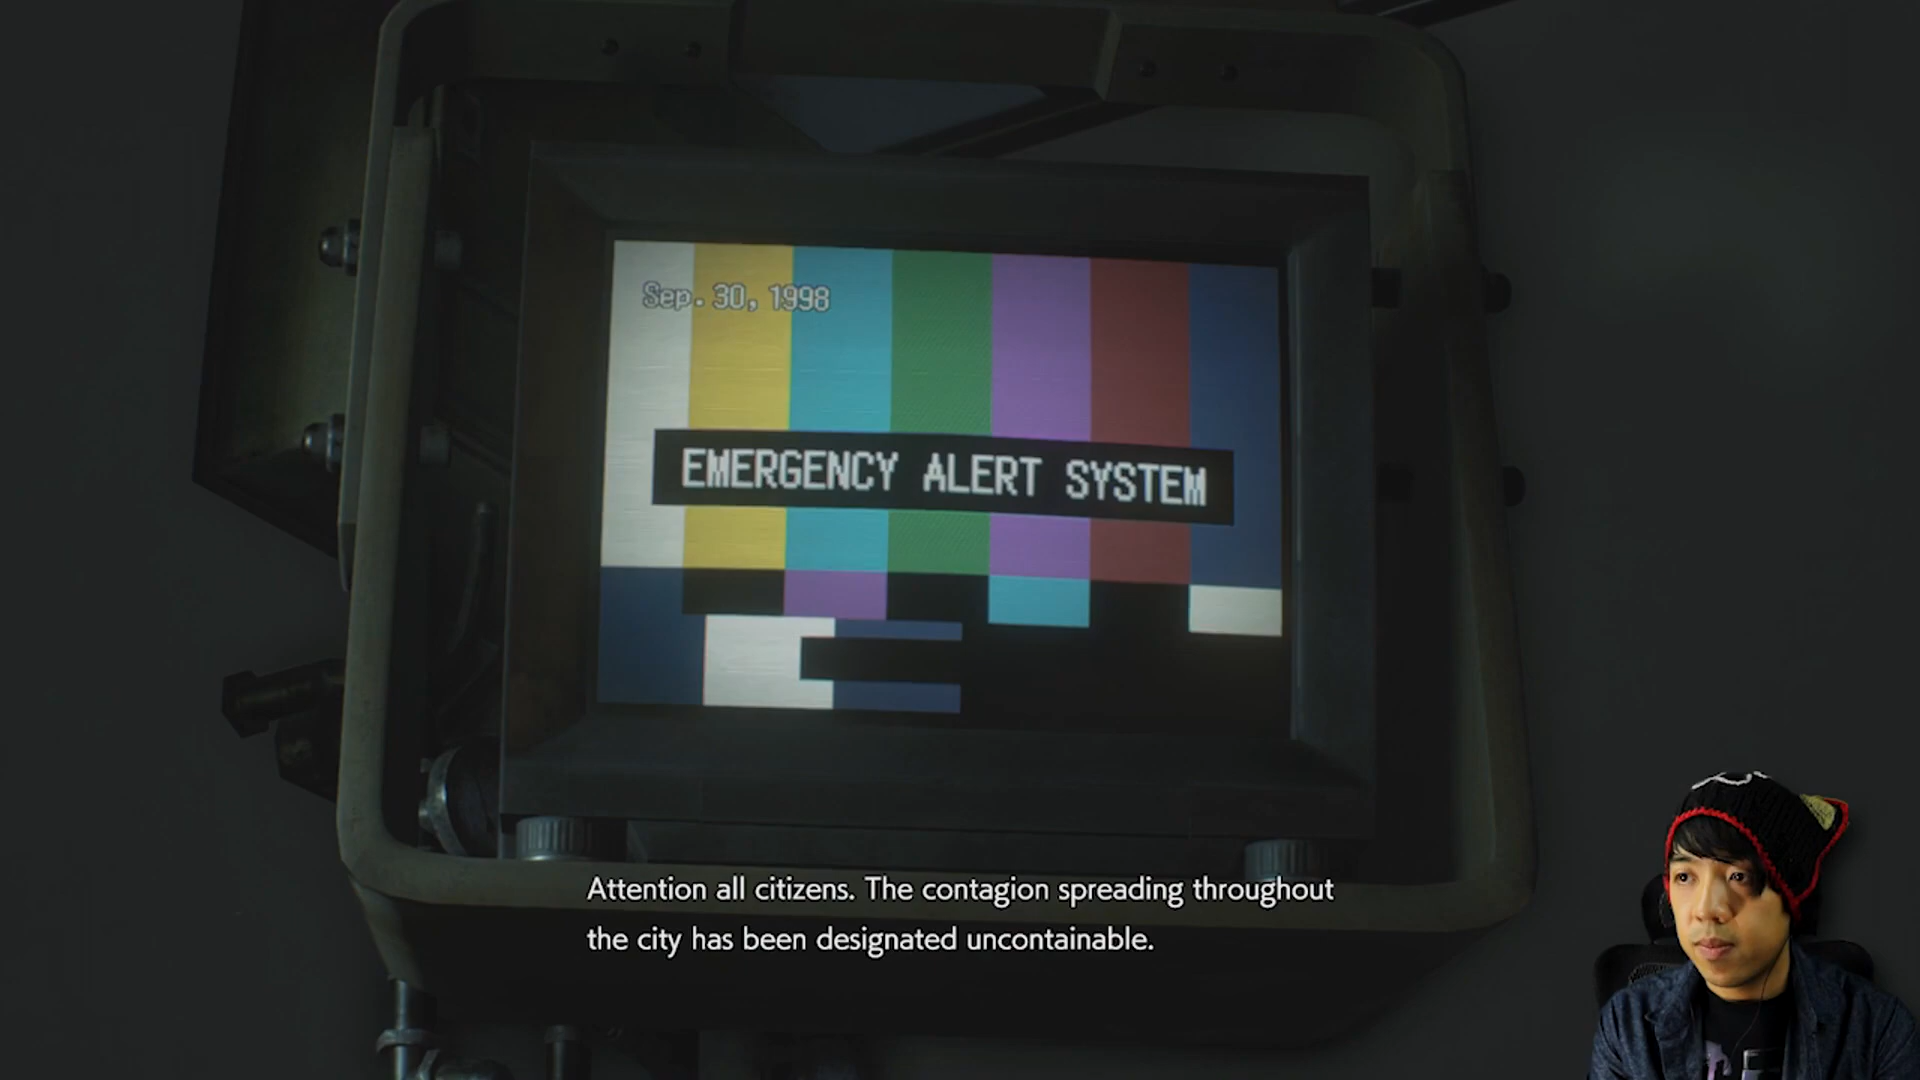 Sep. 30, 1998
EMERGENCY ALERT SYSTEM
Attention all citizens. The contagion spreading throughout
the city has been designated uncontainable.